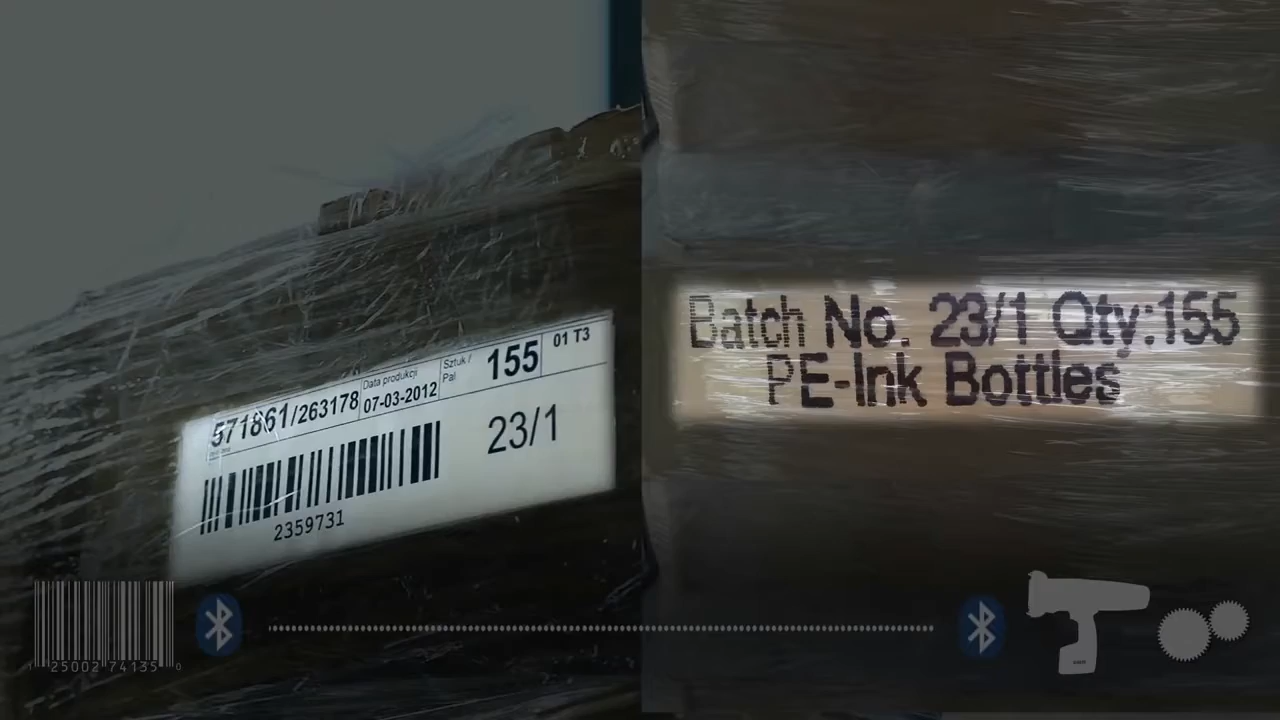 571861/263178
Data produkcji
07-03-2012
Sztuk /
Pal
155
01 T3
23/1
2359731
Batch No. 23/1 Qty:155
PE-Ink Bottles
25002 74135